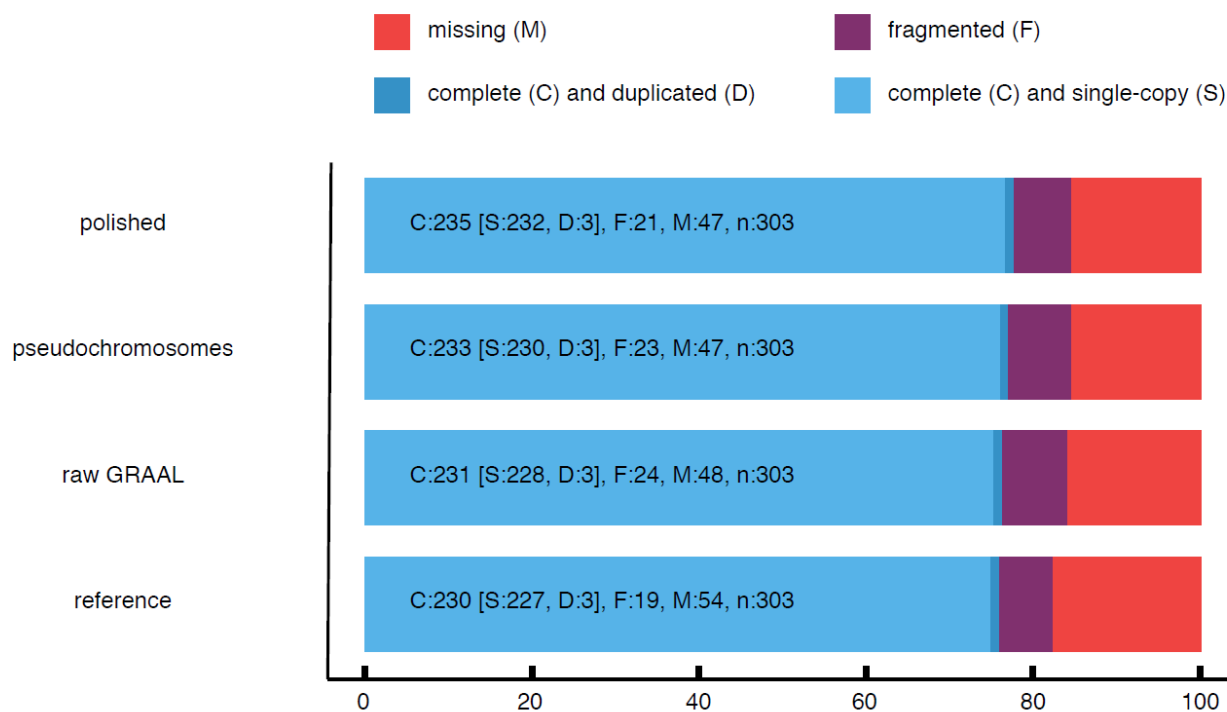 missing (M)
fragmented (F)
complete (C) and duplicated (D)
complete (C) and single-copy (S)
polished
C:235 [S:232, D:3], F:21, M:47, n:303
pseudochromosomes
C:233 [S:230, D:3], F:23, M:47, n:303
raw GRAAL
C:231 [S:228, D:3], F:24, M:48, n:303
reference
C:230 [S:227, D:3], F:19, M:54, n:303
0 20 40 60 80 100